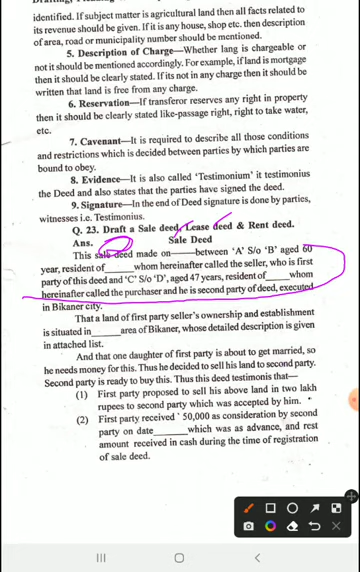 identified. If subject matter is agricultural land then all facts related to
its revenue should be given. If it is any house, shop etc. then description
of area, road or municipality number should be mentioned.
5. Description of Charge—Whether lang is chargeable or
not it should be mentioned accordingly. For example, if land is mortgage
then it should be clearly stated. If its not in any charge then it should be
written that land is free from any charge.
6. Reservation—If transferor reserves any right in property
then it should be clearly stated like-passage right, right to take water,
etc.
7. Cavenant—It is required to describe all those conditions
and restrictions which is decided between parties by which parties are
bound to obey.
8. Evidence—It is also called 'Testimonium' it testimonius
the Deed and also states that the parties have signed the deed.
9. Signature—In the end of Deed signature is done by parties,
witnesses i.e. Testimonius.
Q. 23. Draft a Sale deed, Lease deed & Rent deed.
Ans. Sale Deed
This sale deed made on——between 'A' S/o 'B' aged 60
year, resident of______whom hereinafter called the seller, who is first
party of this deed and 'C' S/o 'D', aged 47 years, resident of_____whom
hereinafter called the purchaser and he is second party of deed, executed
in Bikaner city.
That a land of first party seller's ownership and establishment
is situated in______area of Bikaner, whose detailed description is given
in attached list.
And that one daughter of first party is about to get married, so
he needs money for this. Thus he decided to sell his land to second party.
Second party is ready to buy this. Thus this deed testimonis that—
(1) First party proposed to sell his above land in two lakh
rupees to second party which was accepted by him.
(2) First party received ` 50,000 as consideration by second
party on date_______which was as advance, and rest
amount received in cash during the time of registration
of sale deed.